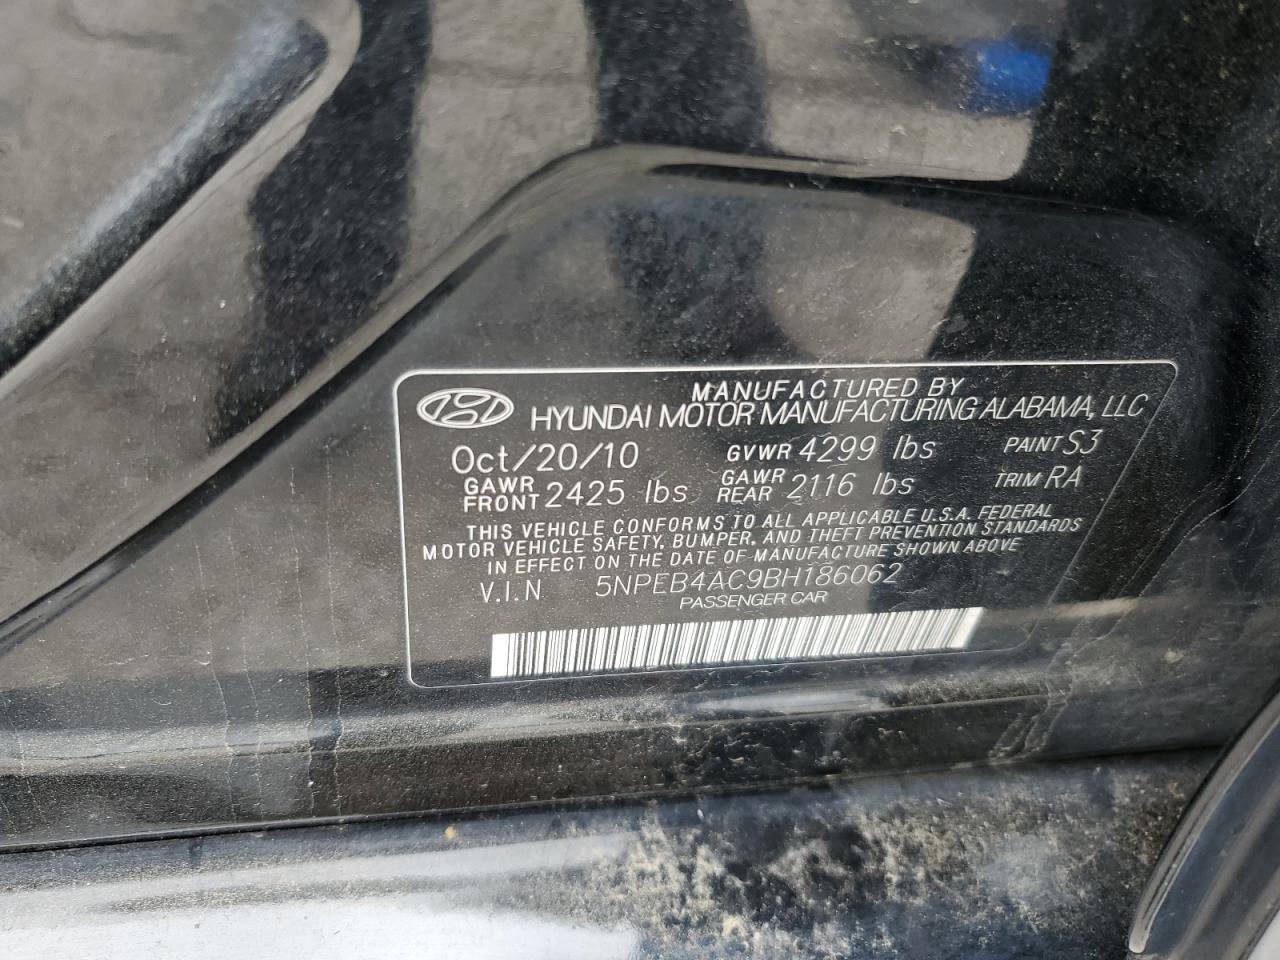 MANUFACTURED BY
HYUNDAI MOTOR MANUFACTURING ALABAMA, LLC
Oct/20/10 GVWR 4299 lbs PAINT S3
GAWR FRONT 2425 lbs GAWR REAR 2116 lbs TRIM RA
THIS VEHICLE CONFORMS TO ALL APPLICABLE U.S.A. FEDERAL
MOTOR VEHICLE SAFETY, BUMPER, AND THEFT PREVENTION STANDARDS
IN EFFECT ON THE DATE OF MANUFACTURE SHOWN ABOVE
V.I.N 5NPEB4AC9BH186062
PASSENGER CAR